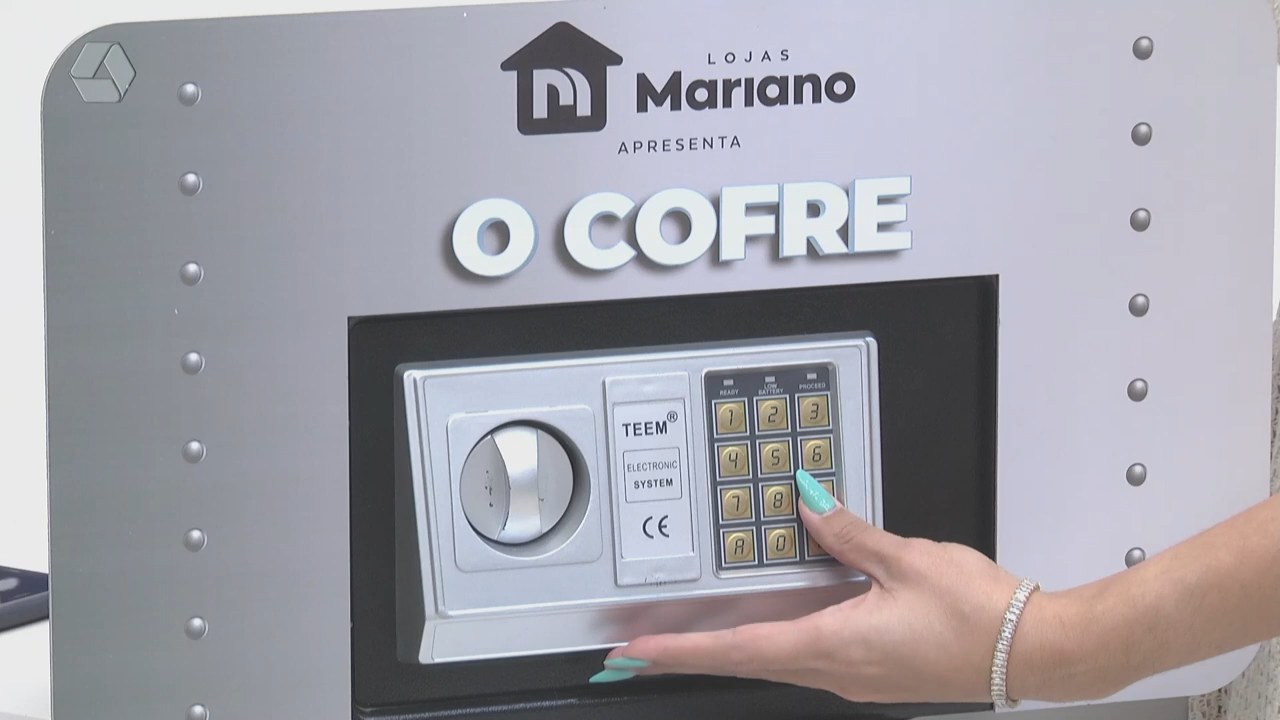 LOJAS
Mariano
APRESENTA
O COFRE
READY LOW BATTERY PROCEED
1 2 3
TEEM®
4 5 6
ELECTRONIC
SYSTEM
7 8
CE
A 0